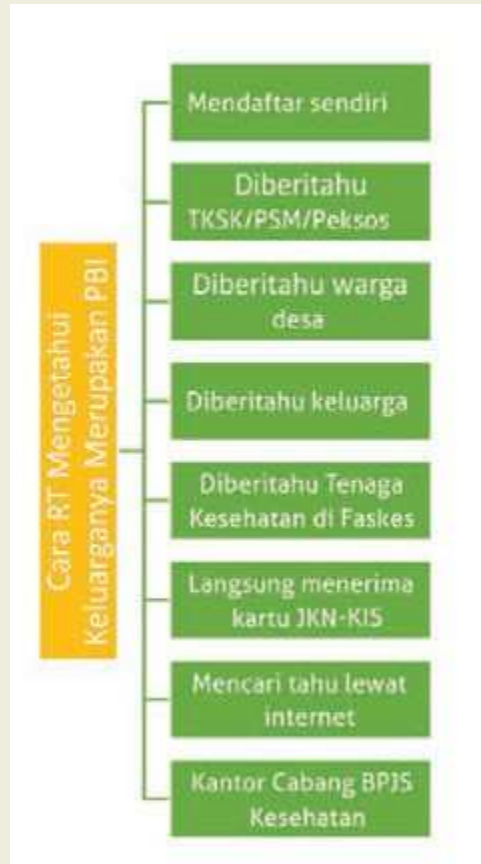 Cara RT Mengetahui
Keluarganya Merupakan PBI
Mendaftar sendiri
Diberitahu
TKSK/PSM/Peksos
Diberitahu warga
desa
Diberitahu keluarga
Diberitahu Tenaga
Kesehatan di Faskes
Langsung menerima
kartu JKN-KIS
Mencari tahu lewat
internet
Kantor Cabang BPJS
Kesehatan